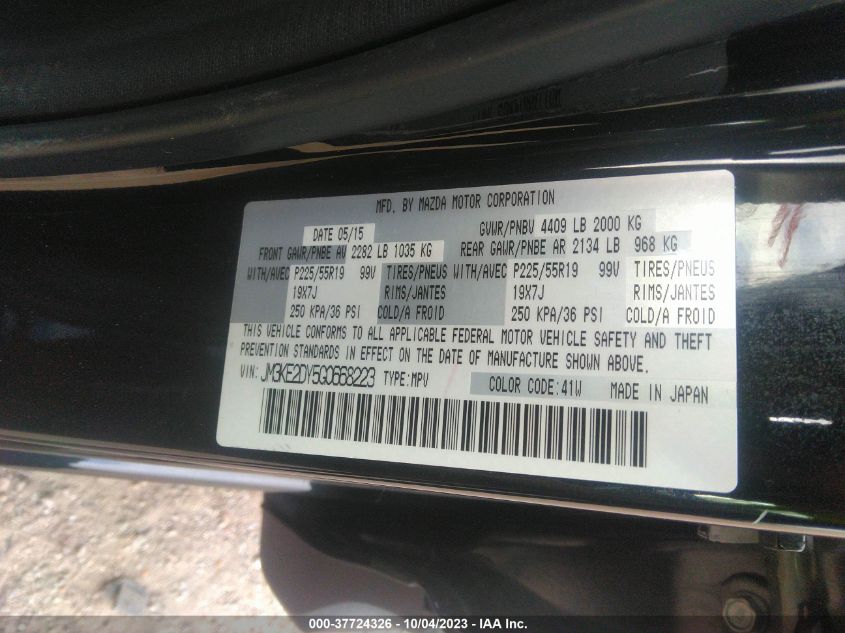 MFD. BY MAZDA MOTOR CORPORATION
DATE 05/15 GVWR/PNBV 4409 LB 2000 KG
FRONT GAWR/PNBE AV 2282 LB 1035 KG REAR GAWR/PNBE AR 2134 LB 968 KG
WITH/AVEC P225/55R19 99V TIRES/PNEUS WITH/AVEC P225/55R19 99V TIRES/PNEUS
19X7J RIMS/JANTES 19X7J RIMS/JANTES
250 KPA/36 PSI COLD/A FROID 250 KPA/36 PSI COLD/A FROID
THIS VEHICLE CONFORMS TO ALL APPLICABLE FEDERAL MOTOR VEHICLE SAFETY AND THEFT
PREVENTION STANDARDS IN EFFECT ON THE DATE OF MANUFACTURE SHOWN ABOVE.
VIN: JM3KE2DY5G0668223 TYPE:MPV COLOR CODE:41W MADE IN JAPAN
000-37724326 - 10/04/2023 - IAA Inc.